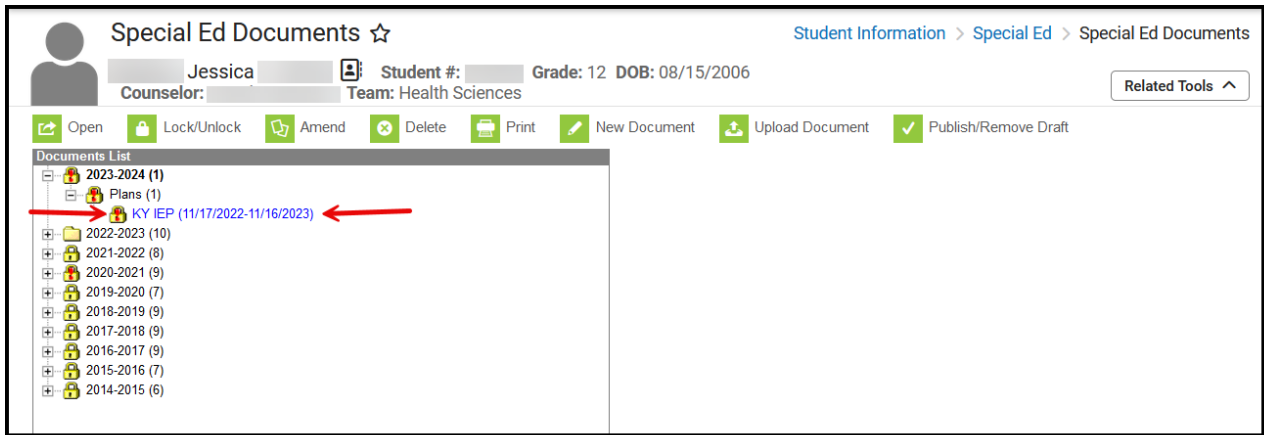 Special Ed Documents
Student Information > Special Ed > Special Ed Documents
Jessica Student #: Grade: 12 DOB: 08/15/2006
Counselor: Team: Health Sciences
Related Tools
Open Lock/Unlock Amend Delete Print New Document Upload Document Publish/Remove Draft
Documents List
2023-2024 (1)
Plans (1)
KY IEP (11/17/2022-11/16/2023)
2022-2023 (10)
2021-2022 (8)
2020-2021 (9)
2019-2020 (7)
2018-2019 (9)
2017-2018 (9)
2016-2017 (9)
2015-2016 (7)
2014-2015 (6)